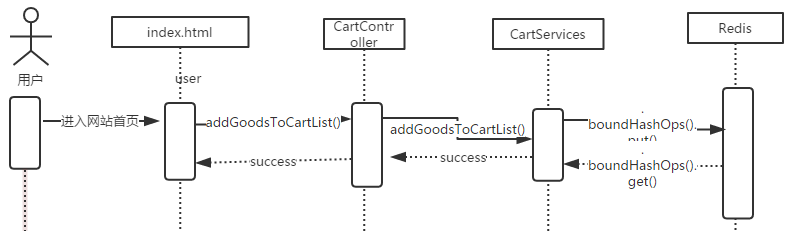 index.html
CartContr
oller
CartServices
Redis
用户
user
进入网站首页
addGoodsToCartList()
addGoodsToCartList()
boundHashOps().
put()
success
success
boundHashOps().
get()